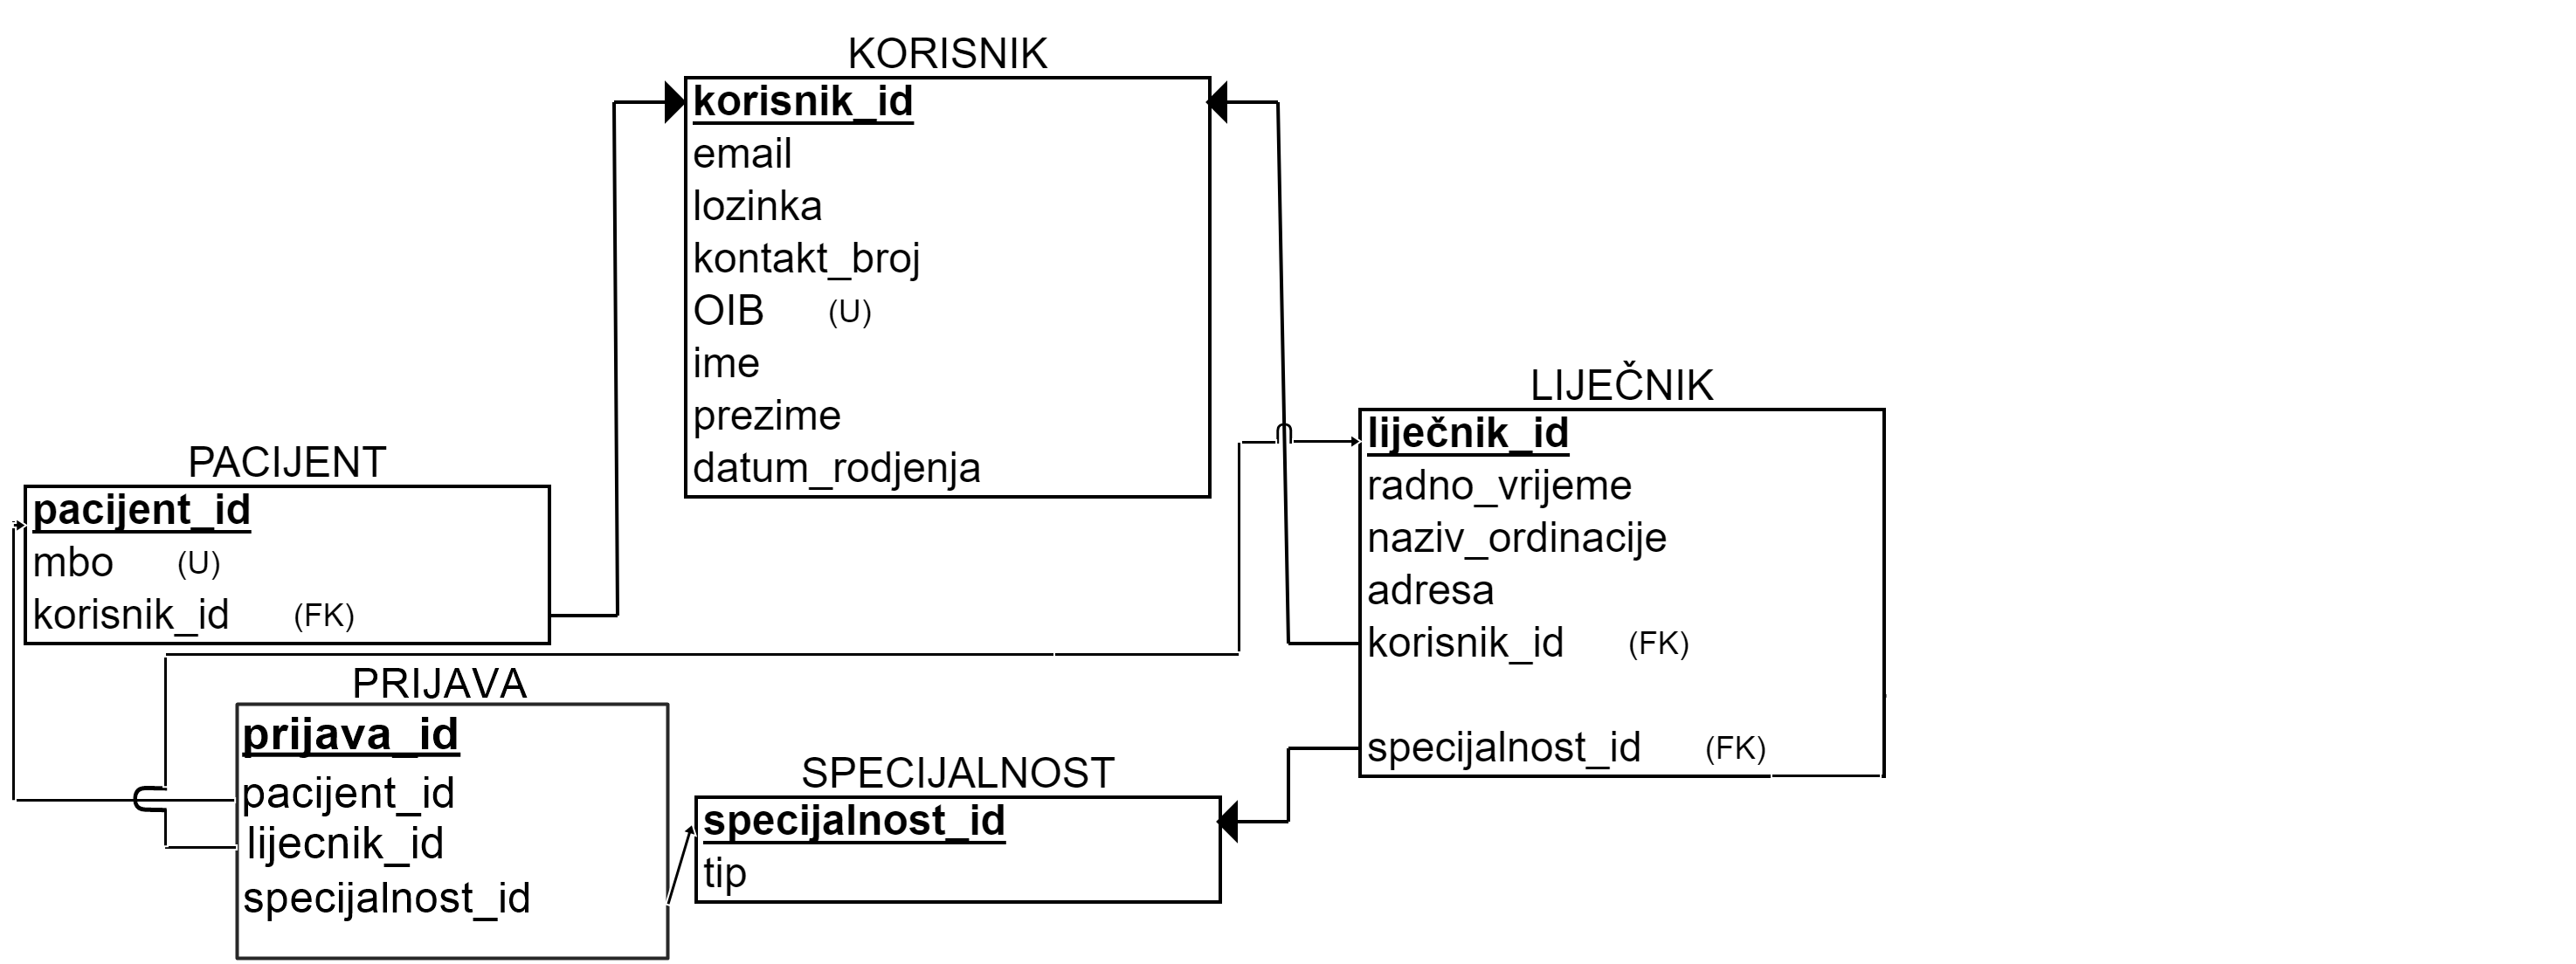 KORISNIK
korisnik_id
email
lozinka
kontakt_broj
OIB (U)
ime
prezime
datum_rodjenja
LIJEČNIK
liječnik_id
radno_vrijeme
naziv_ordinacije
adresa
korisnik_id (FK)
specijalnost_id (FK)
PACIJENT
pacijent_id
mbo (U)
korisnik_id (FK)
PRIJAVA
prijava_id
pacijent_id
lijecnik_id
specijalnost_id
SPECIJALNOST
specijalnost_id
tip